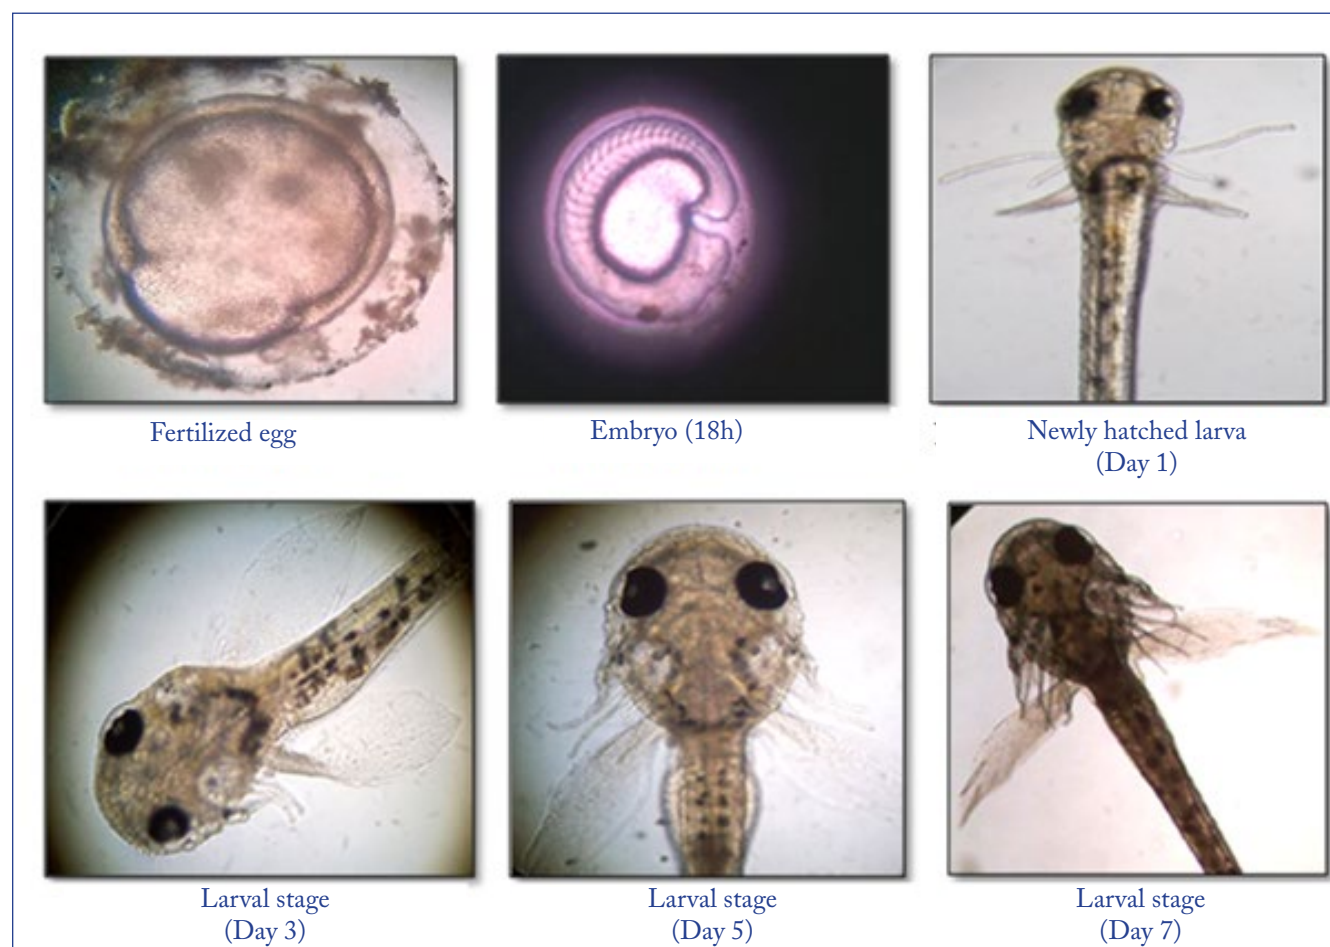 Fertilized egg
Embryo (18h)
Newly hatched larva
(Day 1)
Larval stage
(Day 3)
Larval stage
(Day 5)
Larval stage
(Day 7)